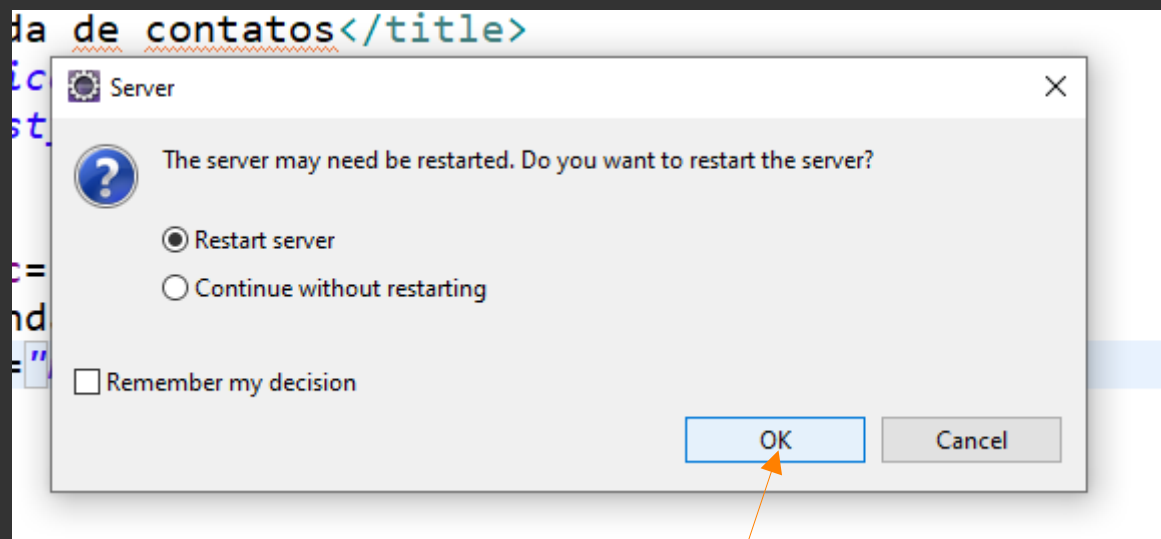 da de contatos</title>
Server
The server may need be restarted. Do you want to restart the server?
Restart server
c=
Continue without restarting
="
Remember my decision
OK Cancel